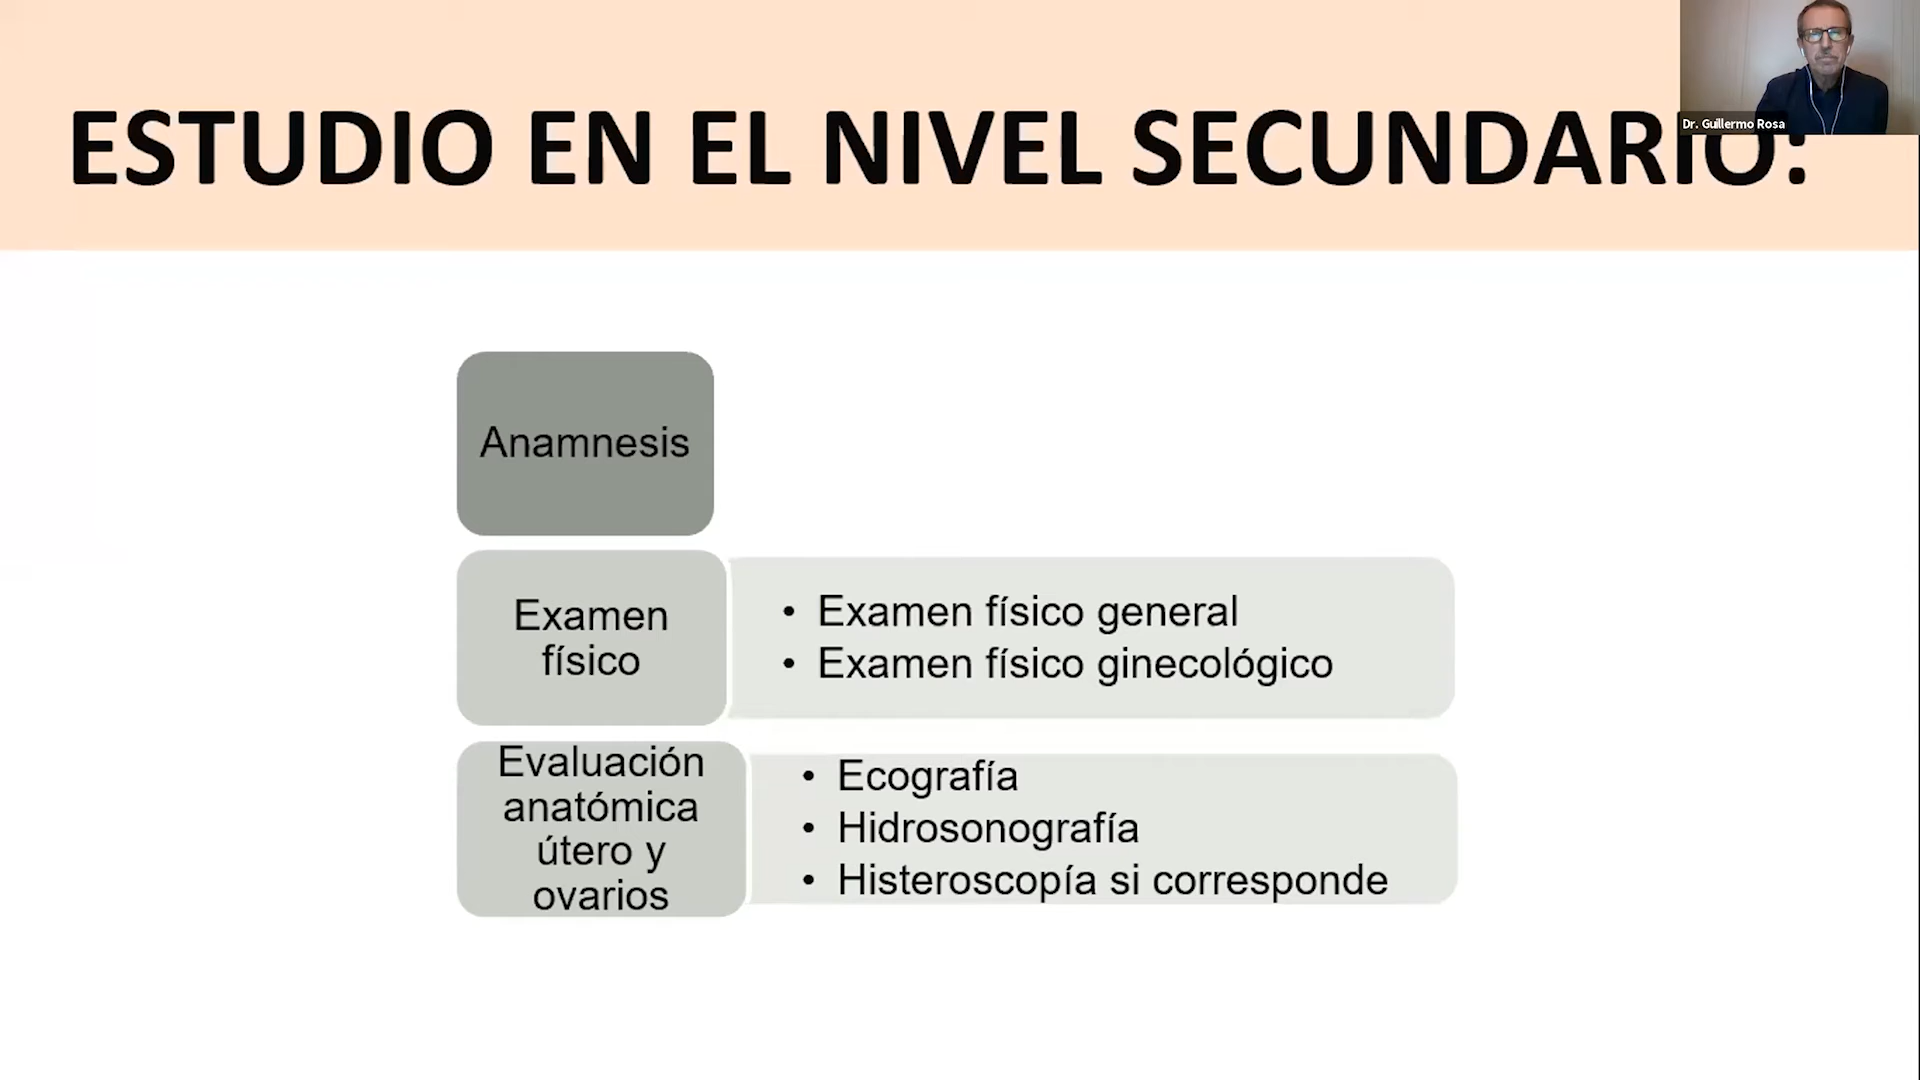 Dr. Guillermo Rosa
ESTUDIO EN EL NIVEL SECUNDARIO:
Anamnesis
Examen
físico
• Examen físico general
• Examen físico ginecológico
Evaluación
anatómica
útero y
ovarios
• Ecografía
• Hidrosonografía
• Histeroscopía si corresponde